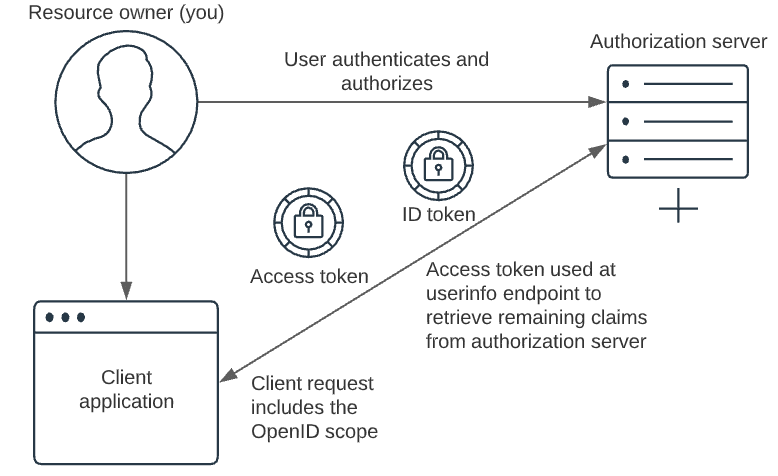 Resource owner (you)
Authorization server
User authenticates and
authorizes
ID token
Access token
Access token used at
userinfo endpoint to
retrieve remaining claims
from authorization server
Client
application
Client request
includes the
OpenID scope